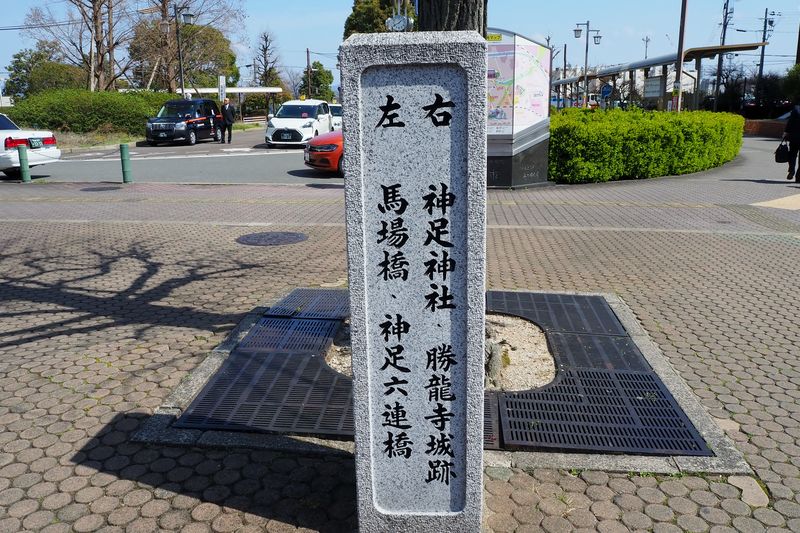 右 神足神社・勝龍寺城跡
左 馬場橋・神足六連橋